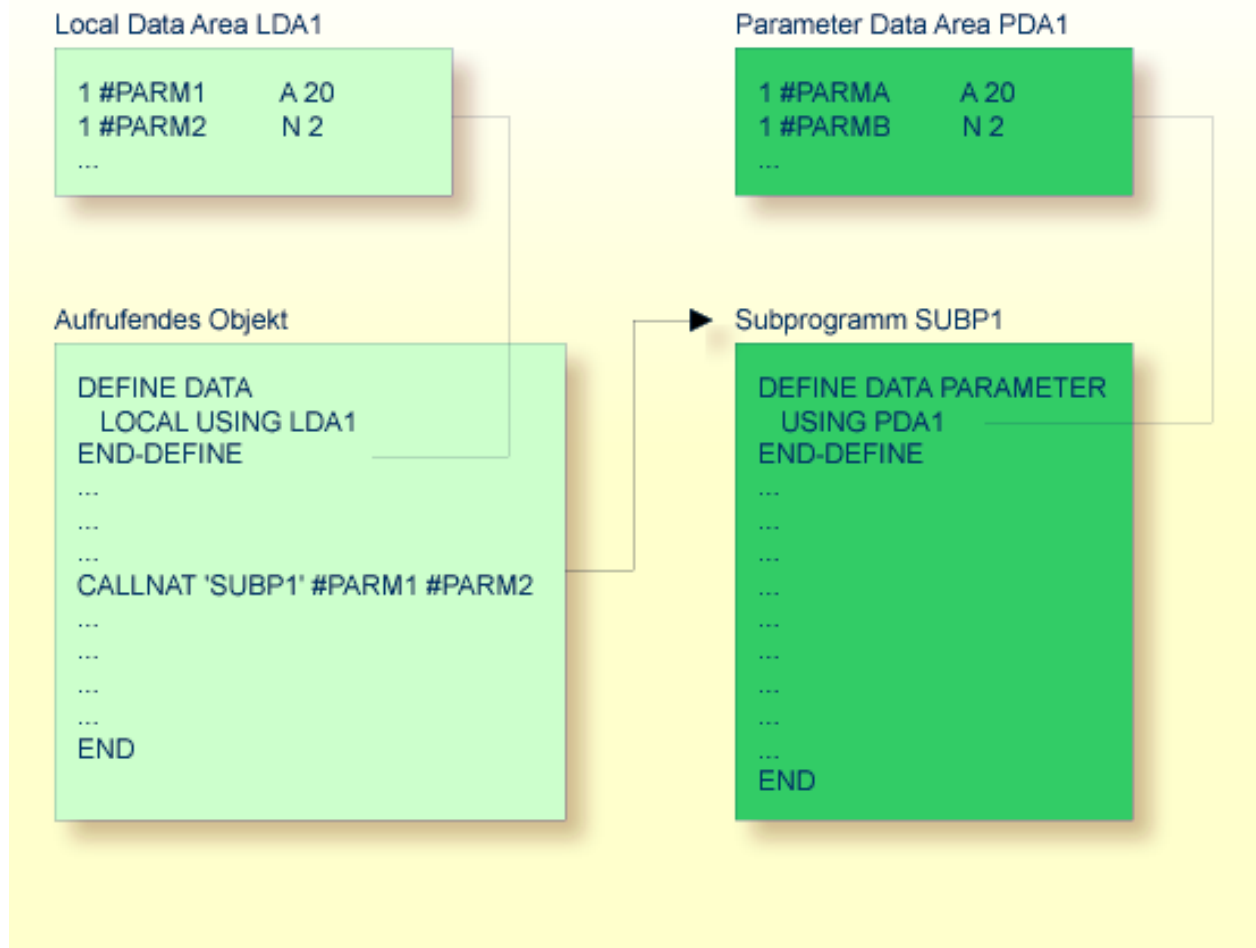 Local Data Area LDA1
1 #PARM1 A 20
1 #PARM2 N 2
...
Parameter Data Area PDA1
1 #PARMA A 20
1 #PARMB N 2
...
Aufrufendes Objekt
DEFINE DATA
LOCAL USING LDA1
END-DEFINE
...
...
...
CALLNAT 'SUBP1' #PARM1 #PARM2
...
...
...
...
END
Subprogramm SUBP1
DEFINE DATA PARAMETER
USING PDA1
END-DEFINE
...
...
...
...
...
...
...
...
...
END